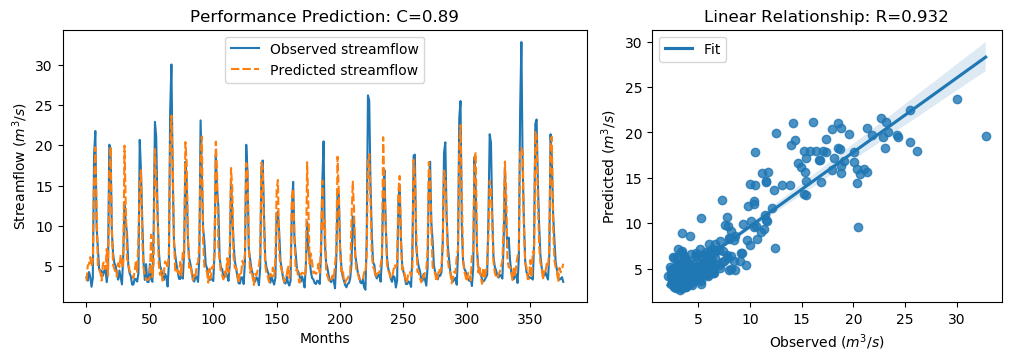 Performance Prediction: C=0.89
Observed streamflow
Predicted streamflow
Streamflow (m³/s)
30
25
20
15
10
5
0
50
100
150
200
250
300
350
Months
Linear Relationship: R=0.932
Fit
Predicted (m³/s)
30
25
20
15
10
5
5
10
15
20
25
30
Observed (m³/s)